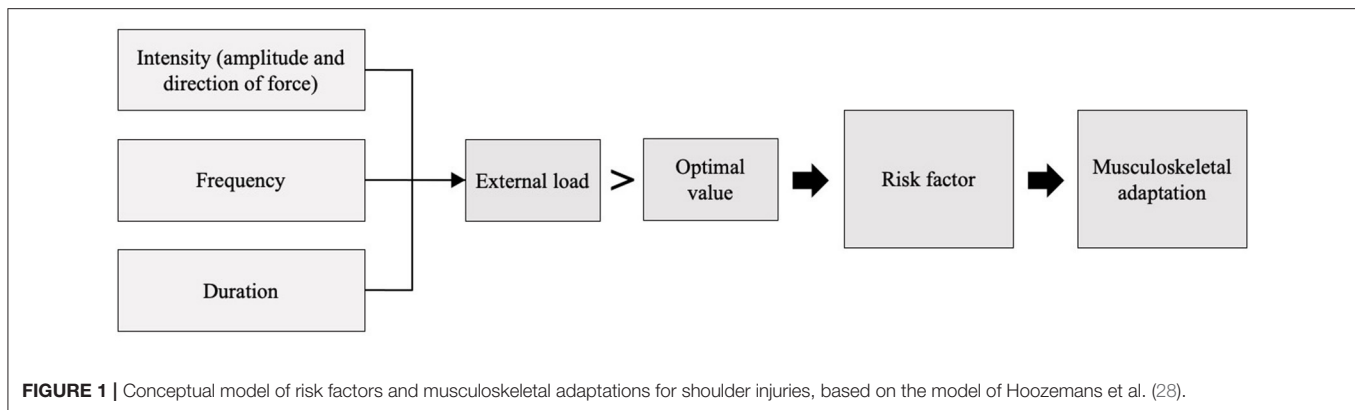 Intensity (amplitude and
direction of force)
Frequency
Duration
External load
>
Optimal
value
Risk factor
Musculoskeletal
adaptation
FIGURE 1 | Conceptual model of risk factors and musculoskeletal adaptations for shoulder injuries, based on the model of Hoozemans et al. (28).